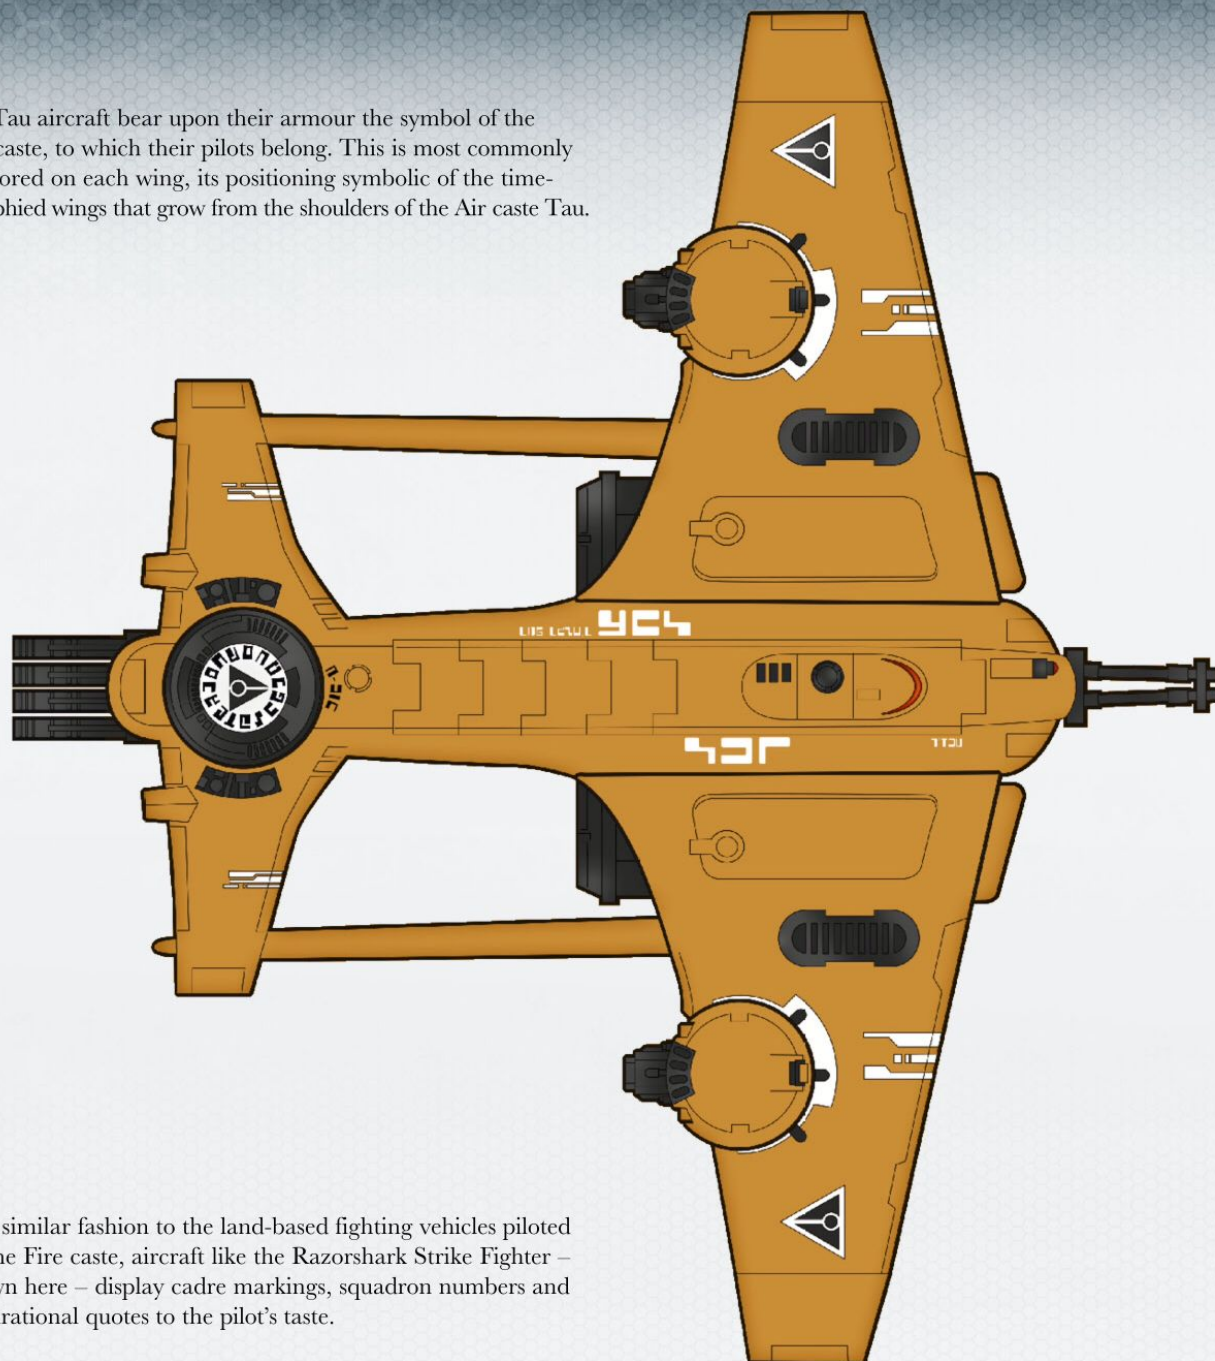 Tau aircraft bear upon their armour the symbol of the
caste, to which their pilots belong. This is most commonly
ored on each wing, its positioning symbolic of the time-
phied wings that grow from the shoulders of the Air caste Tau.
similar fashion to the land-based fighting vehicles piloted
ne Fire caste, aircraft like the Razorshark Strike Fighter –
vn here – display cadre markings, squadron numbers and
irational quotes to the pilot’s taste.